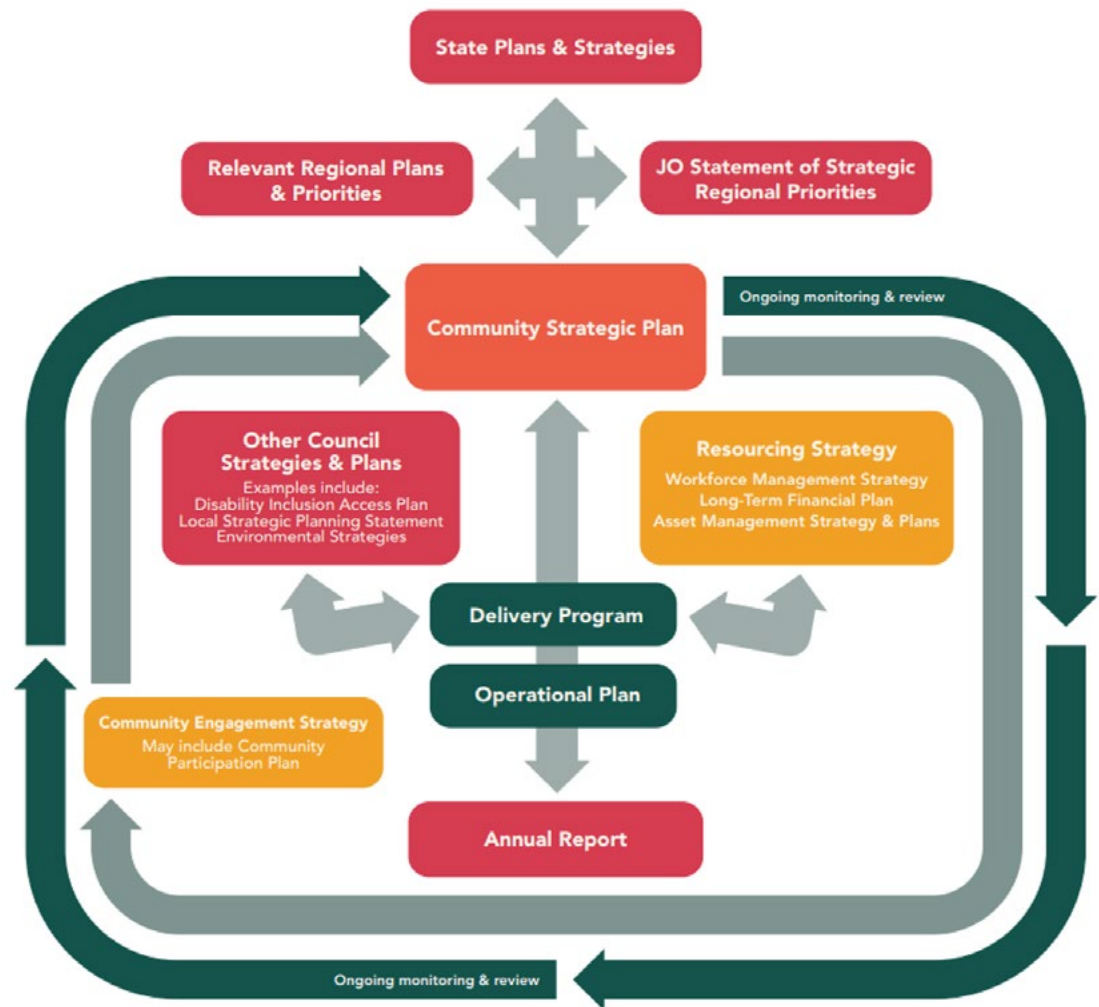 State Plans & Strategies
Relevant Regional Plans
& Priorities
JO Statement of Strategic
Regional Priorities
Community Strategic Plan
Ongoing monitoring & review
Other Council
Strategies & Plans
Examples include:
Disability Inclusion Access Plan
Local Strategic Planning Statement
Environmental Strategies
Resourcing Strategy
Workforce Management Strategy
Long-Term Financial Plan
Asset Management Strategy & Plans
Delivery Program
Operational Plan
Community Engagement Strategy
May include Community
Participation Plan
Annual Report
Ongoing monitoring & review